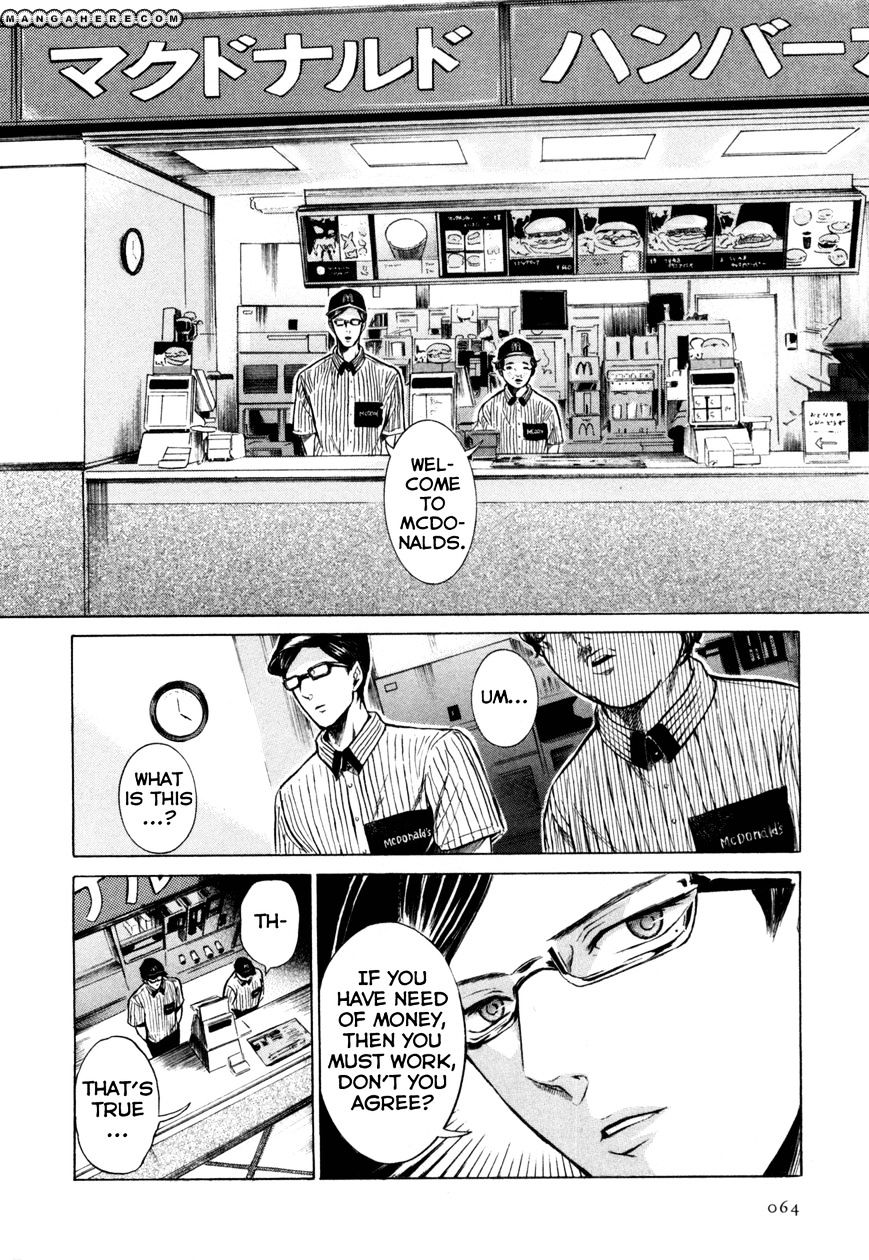 MANGAHERE.COM
マクドナルド ハンバーガ
WEL-
COME
TO
MCDO-
NALDS.
UM...
WHAT
IS THIS
...?
McDonald's
McDonald's
IF YOU
HAVE NEED
OF MONEY,
THEN YOU
MUST WORK,
DON'T YOU
AGREE?
TH-
THAT'S
TRUE
...
064